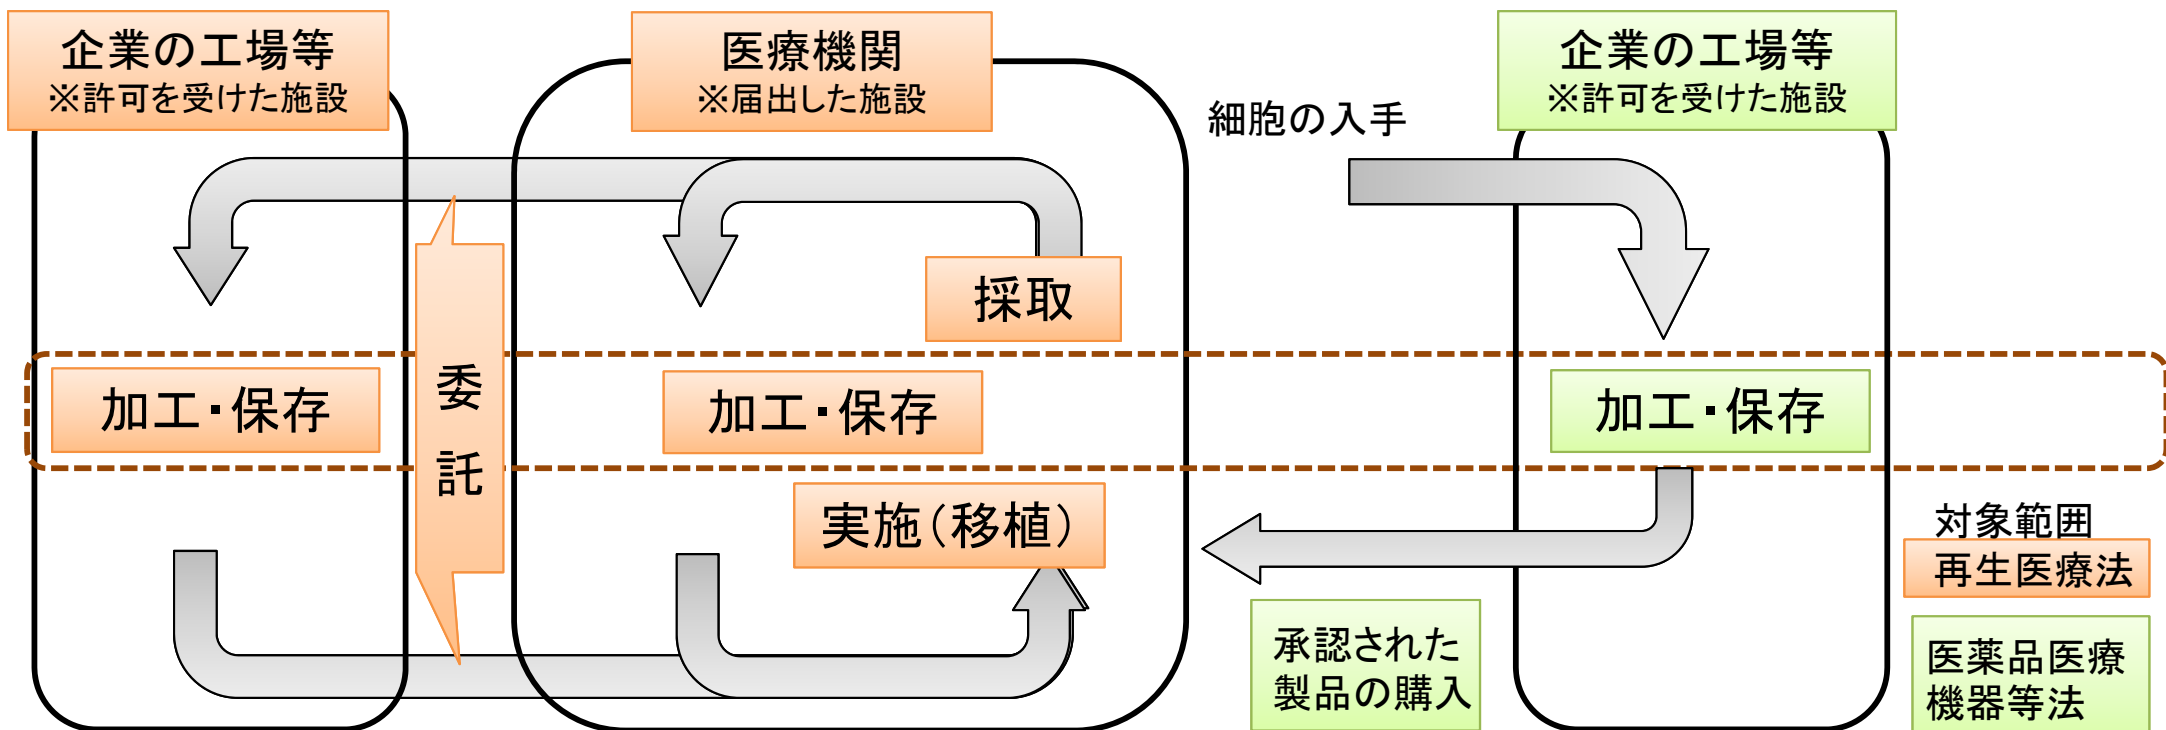 企業の工場等
※許可を受けた施設
医療機関
※届出した施設
細胞の入手
企業の工場等
※許可を受けた施設
採取
委
託
加工・保存
加工・保存
加工・保存
実施（移植）
承認された
製品の購入
対象範囲
再生医療法
医薬品医療
機器等法